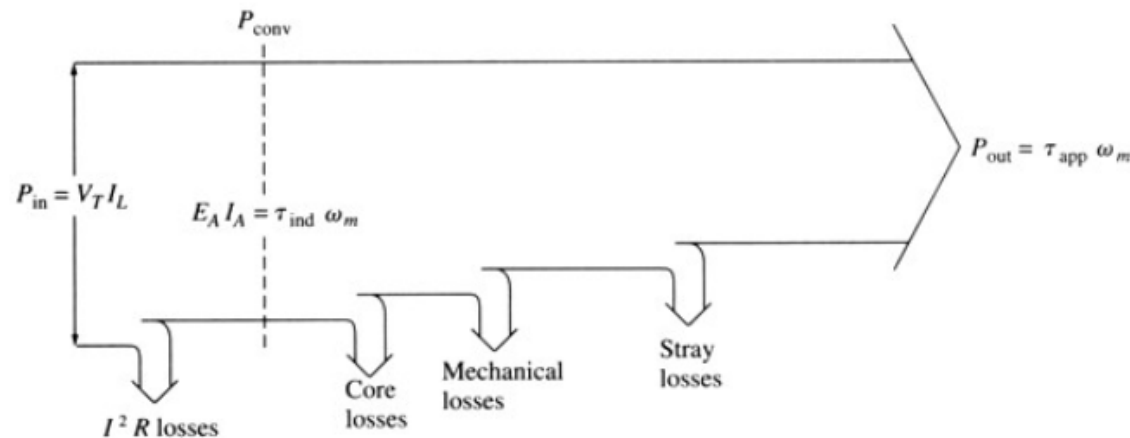 P_conv
P_in = V_T I_L
E_A I_A = τ_ind ω_m
P_out = τ_app ω_m
I² R losses
Core
losses
Mechanical
losses
Stray
losses